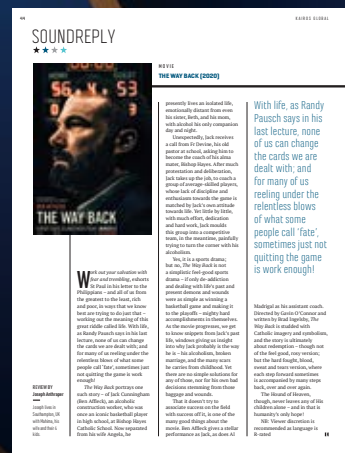 44
KAIROS GLOBAL
SOUNDREPLY
MOVIE
THE WAY BACK (2020)
BEN AFFLECK
THE WAY BACK
Work out your salvation with
fear and trembling, exhorts
St Paul in his letter to the
Philippians – and all of us from
the greatest to the least, rich
and poor, in ways that we know
best are trying to do just that –
working out the meaning of this
great riddle called life. With life,
as Randy Pausch says in his last
lecture, none of us can change
the cards we are dealt with; and
for many of us reeling under the
relentless blows of what some
people call 'fate', sometimes just
not quitting the game is work
enough!
The Way Back portrays one
such story – of Jack Cunningham
(Ben Affleck), an alcoholic
construction worker, who was
once an iconic basketball player
in high school, at Bishop Hayes
Catholic School. Now separated
from his wife Angela, he
REVIEW BY
Joseph Anthraper
Joseph lives in
Southampton, UK
with
wife and their 4
kids
presently lives an isolated life,
emotionally distant from even
his sister, Beth, and his mom,
with alcohol his only companion
day and night.
Unexpectedly, Jack receives
a call from Fr Devine, his old
pastor at school, asking him to
become the coach of his alma
mater, Bishop Hayes. After much
protestation and deliberation,
Jack takes up the job, to coach a
group of average-skilled players,
whose lack of discipline and
enthusiasm towards the game is
matched by Jack's own attitude
towards life. Yet little by little,
with much effort, dedication
and hard work, Jack moulds
this group into a competitive
team, in the meantime, painfully
trying to turn the corner with his
alcoholism.
Yes, it is a sports drama;
but no, The Way Back is not
a simplistic feel-good sports
drama – if only de-addiction
and dealing with life's past and
present demons and wounds
were as simple as winning a
basketball game and making it
to the playoffs – mighty hard
accomplishments in themselves.
As the movie progresses, we get
to know snippets from Jack's past
life, windows giving us insight
into why Jack probably is the way
he is – his alcoholism, broken
marriage, and the many scars
he carries from childhood. Yet
there are no simple solutions for
any of those, nor for his own bad
decisions stemming from those
baggage and wounds.
That it doesn't try to
associate success on the field
with success off it, is one of the
many good things about the
movie. Ben Affleck gives a stellar
performance as Jack, as does Al
With life, as Randy
Pausch says in his
last lecture, none
of us can change
the cards we are
dealt with; and
for many of us
reeling under the
relentless blows
of what some
people call 'fate',
sometimes just not
quitting the game
is work enough!
Madrigal as his assistant coach.
Directed by Gavin O'Connor and
written by Brad Ingelsby, The
Way Back is studded with
Catholic imagery and symbolism,
and the story is ultimately
about redemption – though not
of the feel good, rosy version;
but the hard fought, blood,
sweat and tears version, where
each step forward sometimes
is accompanied by many steps
back, over and over again.
The Hound of Heaven,
though, never leaves any of His
children alone – and in that is
humanity's only hope!
NB: Viewer discretion is
recommended as language is
R-rated